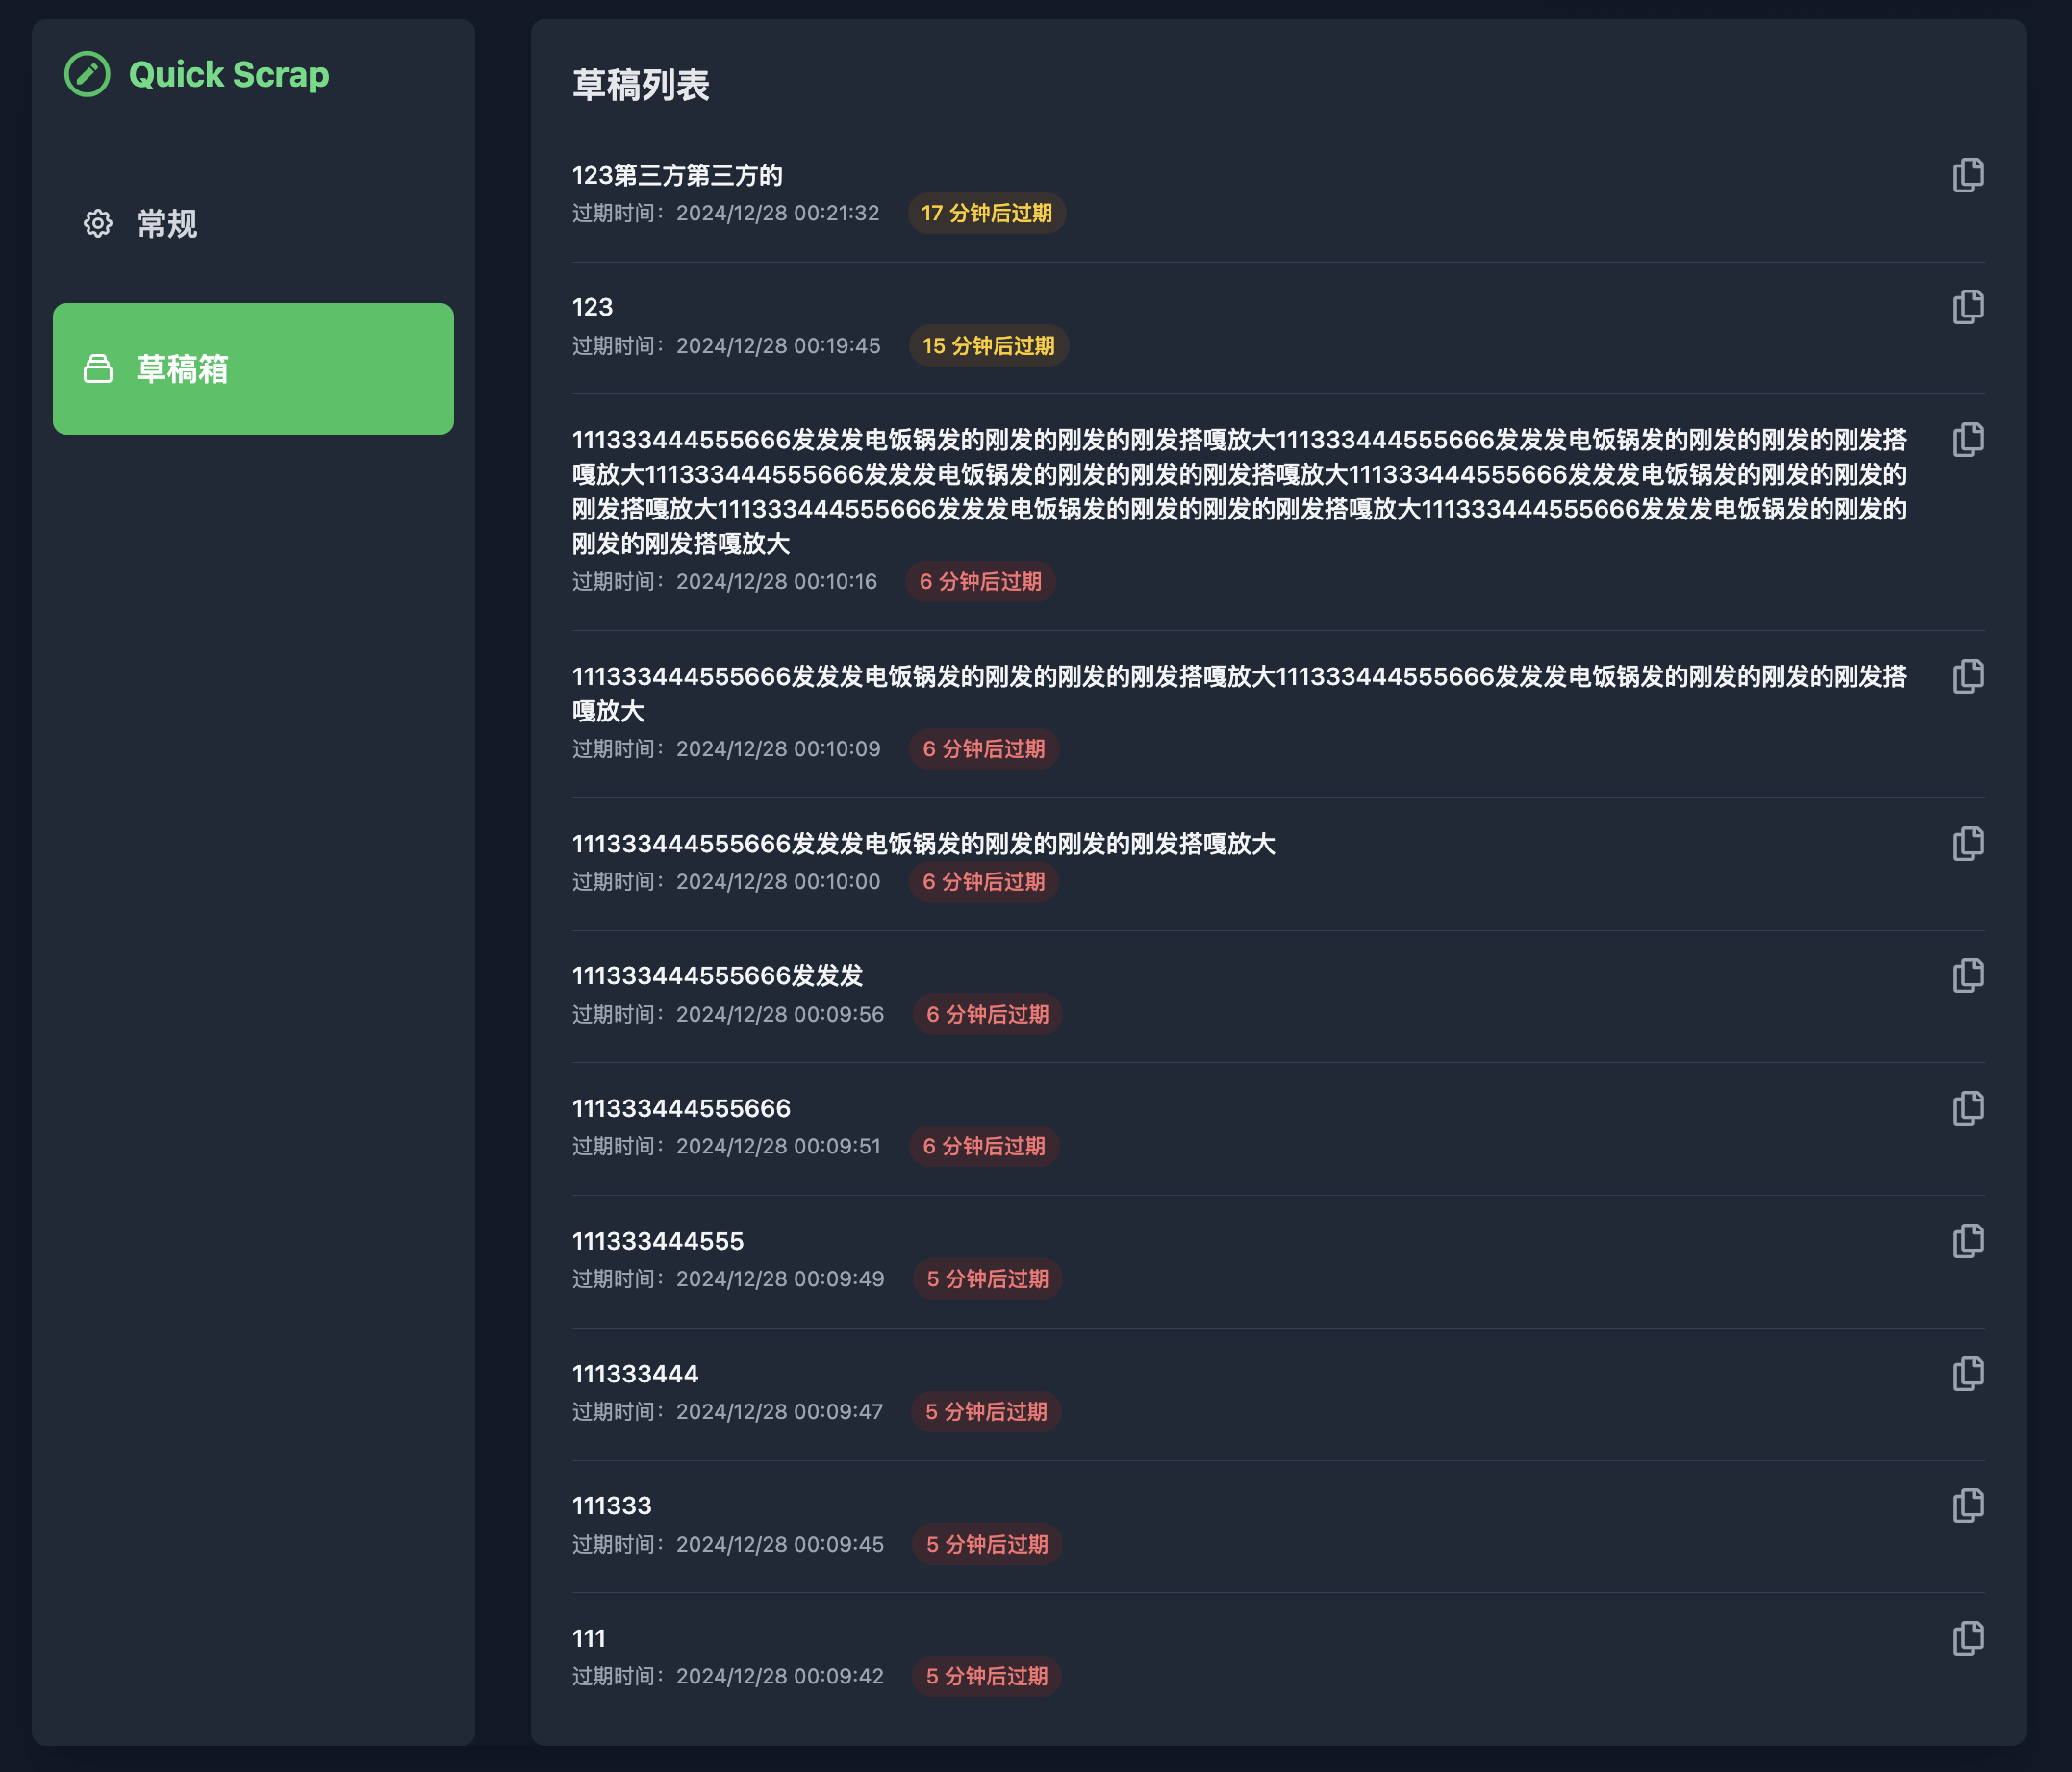 Quick Scrap
常规
草稿箱
草稿列表
123第三方第三方的
过期时间：2024/12/28 00:21:32 17 分钟后过期
123
过期时间：2024/12/28 00:19:45 15 分钟后过期
111333444555666发发发电饭锅发的刚发的刚发的刚发搭嘎放大111333444555666发发发电饭锅发的刚发的刚发的刚发搭
嘎放大111333444555666发发发电饭锅发的刚发的刚发的刚发搭嘎放大111333444555666发发发电饭锅发的刚发的刚发的
刚发搭嘎放大111333444555666发发发电饭锅发的刚发的刚发的刚发搭嘎放大111333444555666发发发电饭锅发的刚发的
刚发的刚发搭嘎放大
过期时间：2024/12/28 00:10:16 6 分钟后过期
111333444555666发发发电饭锅发的刚发的刚发的刚发搭嘎放大111333444555666发发发电饭锅发的刚发的刚发的刚发搭
嘎放大
过期时间：2024/12/28 00:10:09 6 分钟后过期
111333444555666发发发电饭锅发的刚发的刚发的刚发搭嘎放大
过期时间：2024/12/28 00:10:00 6 分钟后过期
111333444555666发发发
过期时间：2024/12/28 00:09:56 6 分钟后过期
111333444555666
过期时间：2024/12/28 00:09:51 6 分钟后过期
111333444555
过期时间：2024/12/28 00:09:49 5 分钟后过期
111333444
过期时间：2024/12/28 00:09:47 5 分钟后过期
111333
过期时间：2024/12/28 00:09:45 5 分钟后过期
111
过期时间：2024/12/28 00:09:42 5 分钟后过期